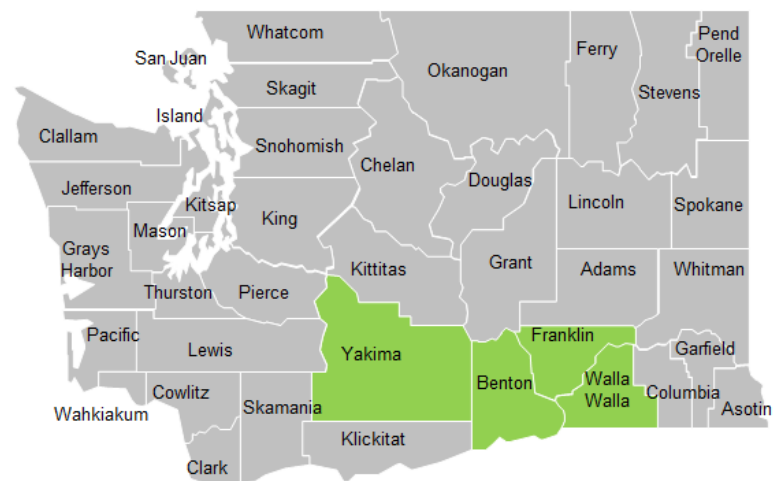 Whatcom
San Juan
Skagit
Island
Okanogan
Ferry
Pend
Orelle
Stevens
Clallam
Snohomish
Chelan
Douglas
Jefferson
Kitsap
King
Lincoln
Spokane
Mason
Grays
Harbor
Kittitas
Grant
Adams
Whitman
Thurston
Pierce
Pacific
Lewis
Yakima
Franklin
Garfield
Benton
Walla
Walla
Columbia
Asotin
Wahkiakum
Cowlitz
Skamania
Klickitat
Clark